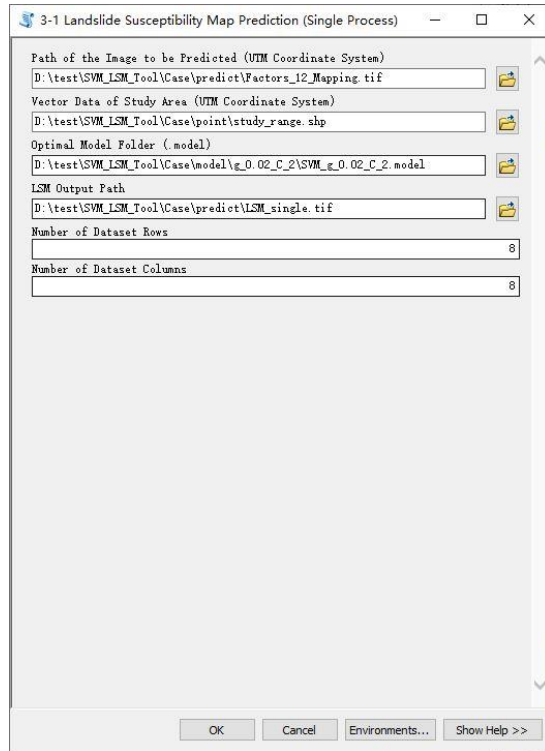 3-1 Landslide Susceptibility Map Prediction (Single Process)
Path of the Image to be Predicted (UTM Coordinate System)
D:\test\SVM_LSM_Tool\Case\predict\Factors_12_Mapping.tif
Vector Data of Study Area (UTM Coordinate System)
D:\test\SVM_LSM_Tool\Case\point\study_range.shp
Optimal Model Folder (.model)
D:\test\SVM_LSM_Tool\Case\model\g_0.02_C_2\SVM_g_0.02_C_2.model
LSM Output Path
D:\test\SVM_LSM_Tool\Case\predict\LSM_single.tif
Number of Dataset Rows
8
Number of Dataset Columns
8
OK Cancel Environments... Show Help >>